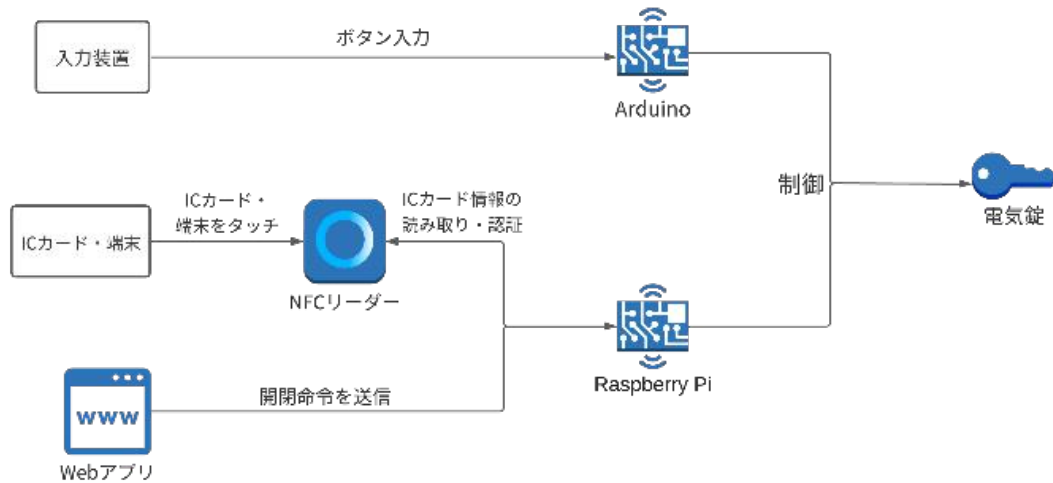 ボタン入力
入力装置
Arduino
制御
電気錠
ICカード・
端末をタッチ
ICカード情報の
読み取り・認証
ICカード・端末
NFCリーダー
Raspberry Pi
開閉命令を送信
www
Webアプリ